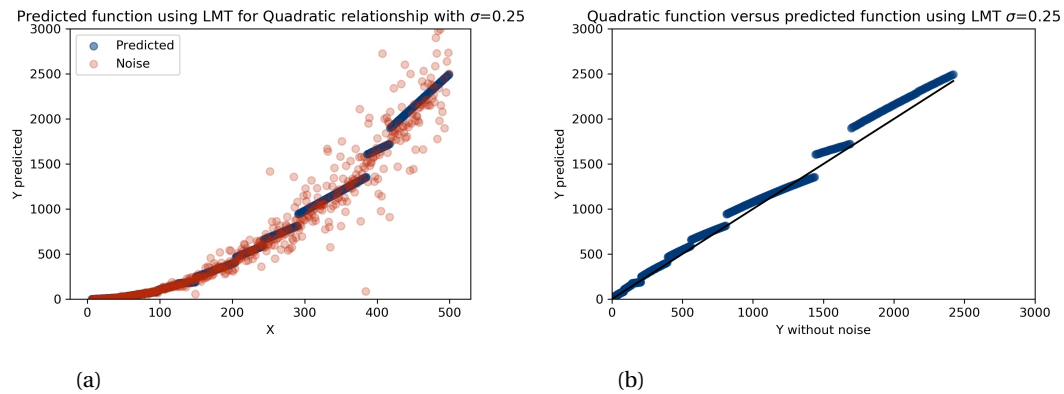 Predicted function using LMT for Quadratic relationship with σ=0.25
3000
2500
2000
1500
1000
500
0
Y predicted
Predicted
Noise
0 100 200 300 400 500
X
(a)
Quadratic function versus predicted function using LMT σ=0.25
3000
2500
2000
1500
1000
500
0
Y predicted
0 500 1000 1500 2000 2500 3000
Y without noise
(b)